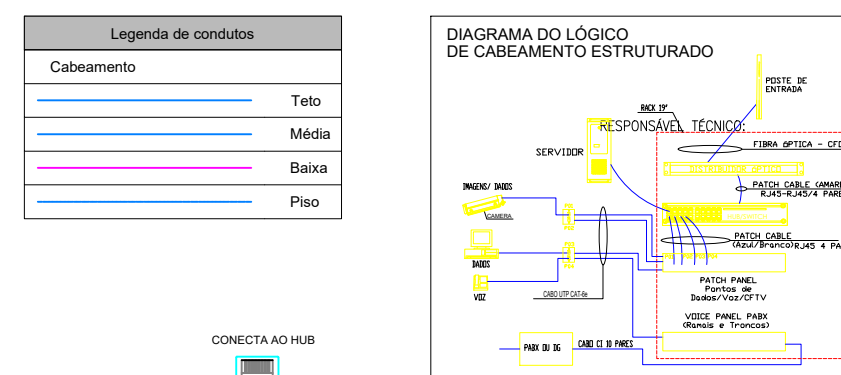 Legenda de condutos
Cabeamento
Teto
Média
Baixa
Piso
CONECTA AO HUB
DIAGRAMA DO LÓGICO
DE CABEAMENTO ESTRUTURADO
POSTE DE
ENTRADA
RACK 19'
RESPONSÁVEL TÉCNICO:
SERVIDOR
FIBRA ÓPTICA - CFO
DISTRIBUIDOR OPTICO
PATCH CABLE (AMAR
RJ45-RJ45/4 PARE
IMAGENS/ DADOS
CAMERA
PATCH CABLE
(Azul/Branco)RJ45 4 PA
DADOS
VOZ
CABO UTP CAT-6e
PATCH PANEL
Pontos de
Dados/Voz/CFTV
VOICE PANEL PABX
(Ramais e Troncos)
PABX OU DG
CABO CI 10 PARES